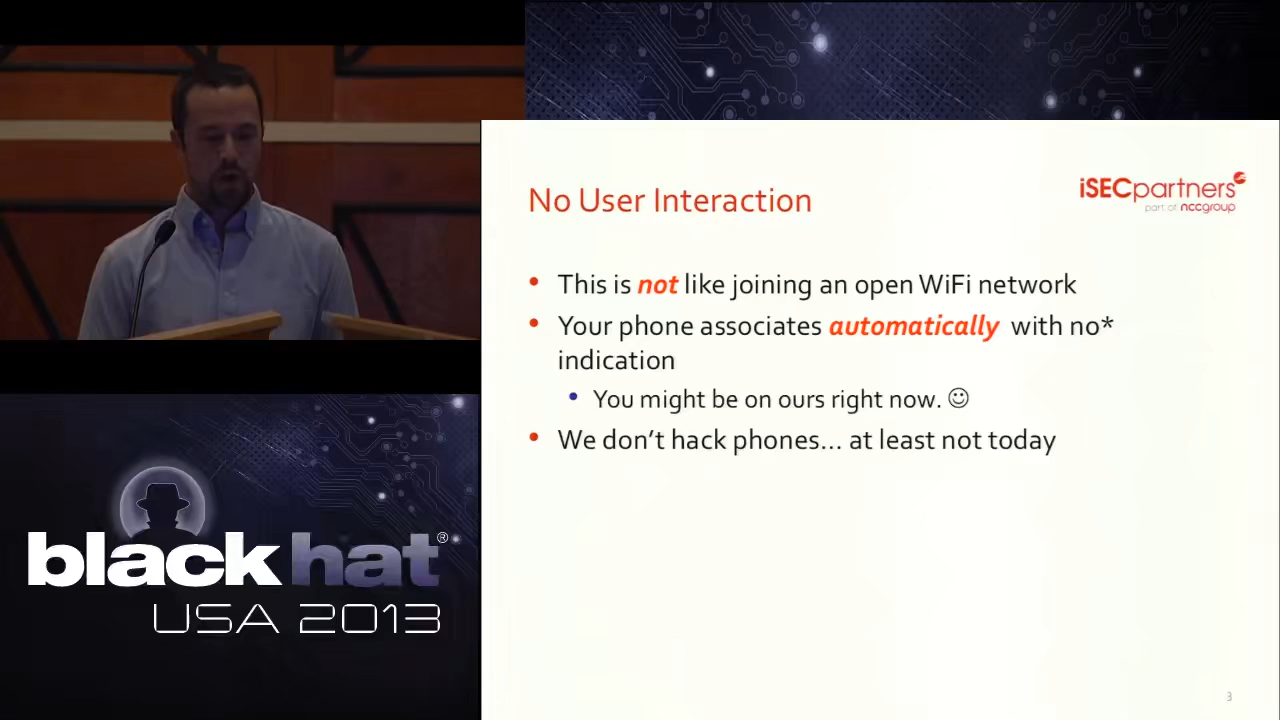 No User Interaction
iSECpartners
part of nccgroup
• This is not like joining an open WiFi network
• Your phone associates automatically with no*
indication
• You might be on ours right now. ☺
• We don’t hack phones... at least not today
blackhat®
USA 2013
3